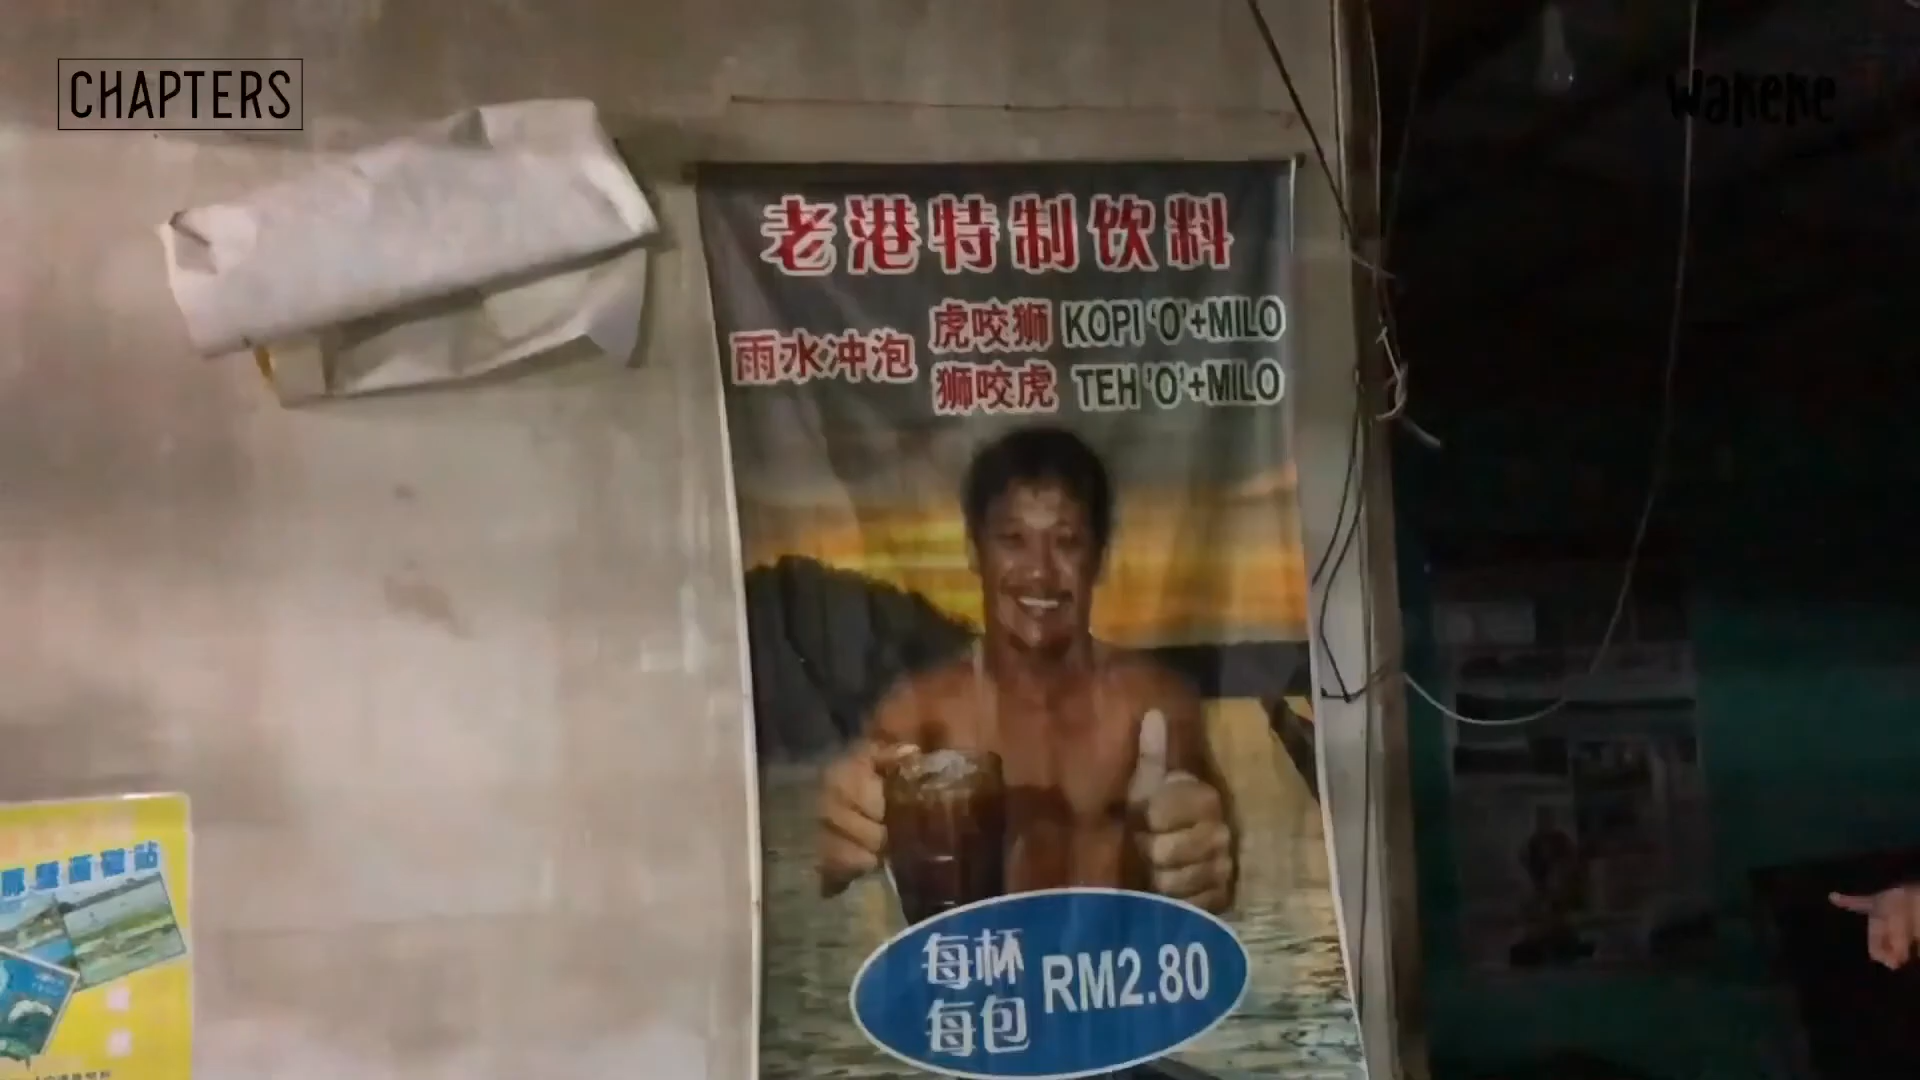 CHAPTERS
wakeke
老港特制饮料
雨水冲泡
虎咬狮 KOPI 'O'+MILO
狮咬虎 TEH 'O'+MILO
每杯
每包
RM2.80